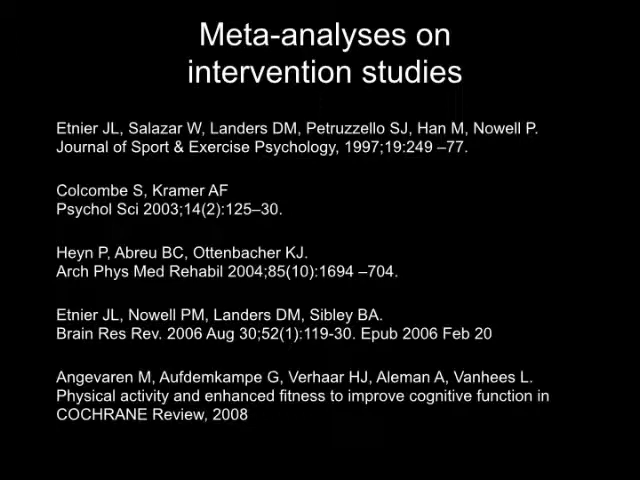 Meta-analyses on
intervention studies
Etnier JL, Salazar W, Landers DM, Petruzzello SJ, Han M, Nowell P.
Journal of Sport & Exercise Psychology, 1997;19:249 –77.
Colcombe S, Kramer AF
Psychol Sci 2003;14(2):125–30.
Heyn P, Abreu BC, Ottenbacher KJ.
Arch Phys Med Rehabil 2004;85(10):1694 –704.
Etnier JL, Nowell PM, Landers DM, Sibley BA.
Brain Res Rev. 2006 Aug 30;52(1):119-30. Epub 2006 Feb 20
Angevaren M, Aufdemkampe G, Verhaar HJ, Aleman A, Vanhees L.
Physical activity and enhanced fitness to improve cognitive function in
COCHRANE Review, 2008